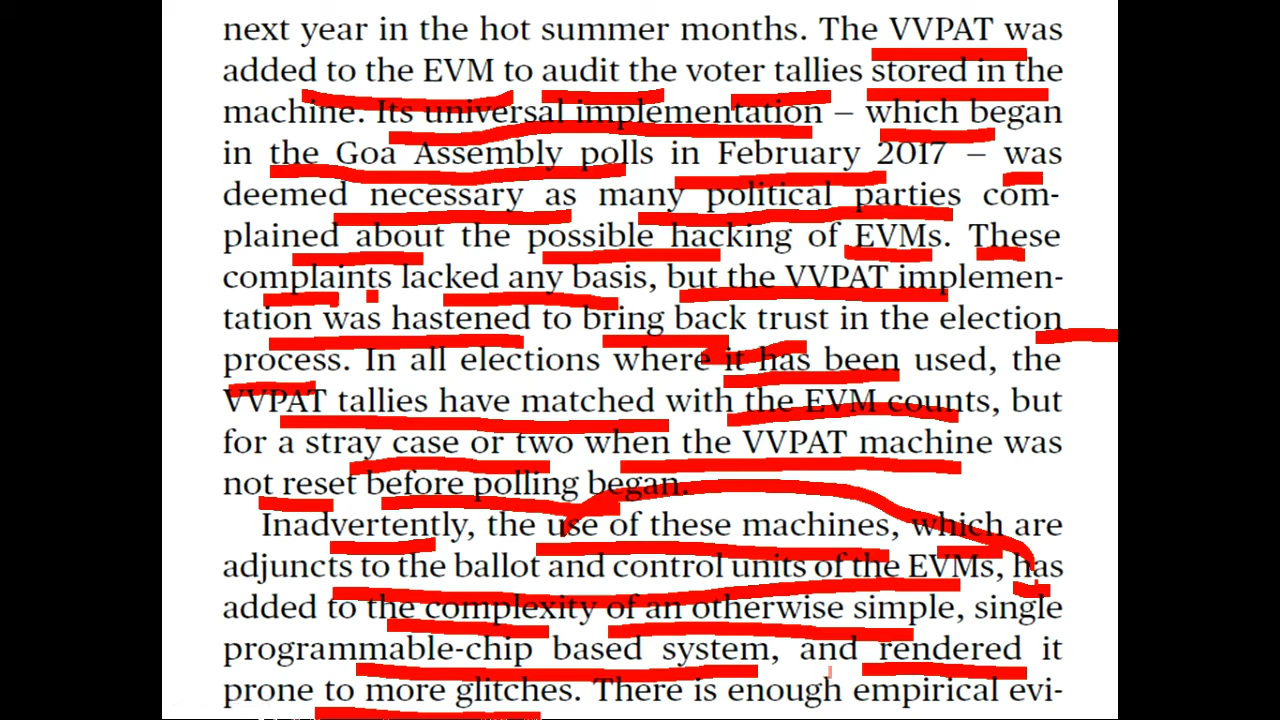 next year in the hot summer months. The VVPAT was
added to the EVM to audit the voter tallies stored in the
machine. Its universal implementation – which began
in the Goa Assembly polls in February 2017 – was
deemed necessary as many political parties com-
plained about the possible hacking of EVMs. These
complaints lacked any basis, but the VVPAT implemen-
tation was hastened to bring back trust in the election
process. In all elections where it has been used, the
VVPAT tallies have matched with the EVM counts, but
for a stray case or two when the VVPAT machine was
not reset before polling began.
Inadvertently, the use of these machines, which are
adjuncts to the ballot and control units of the EVMs, has
added to the complexity of an otherwise simple, single
programmable-chip based system, and rendered it
prone to more glitches. There is enough empirical evi-